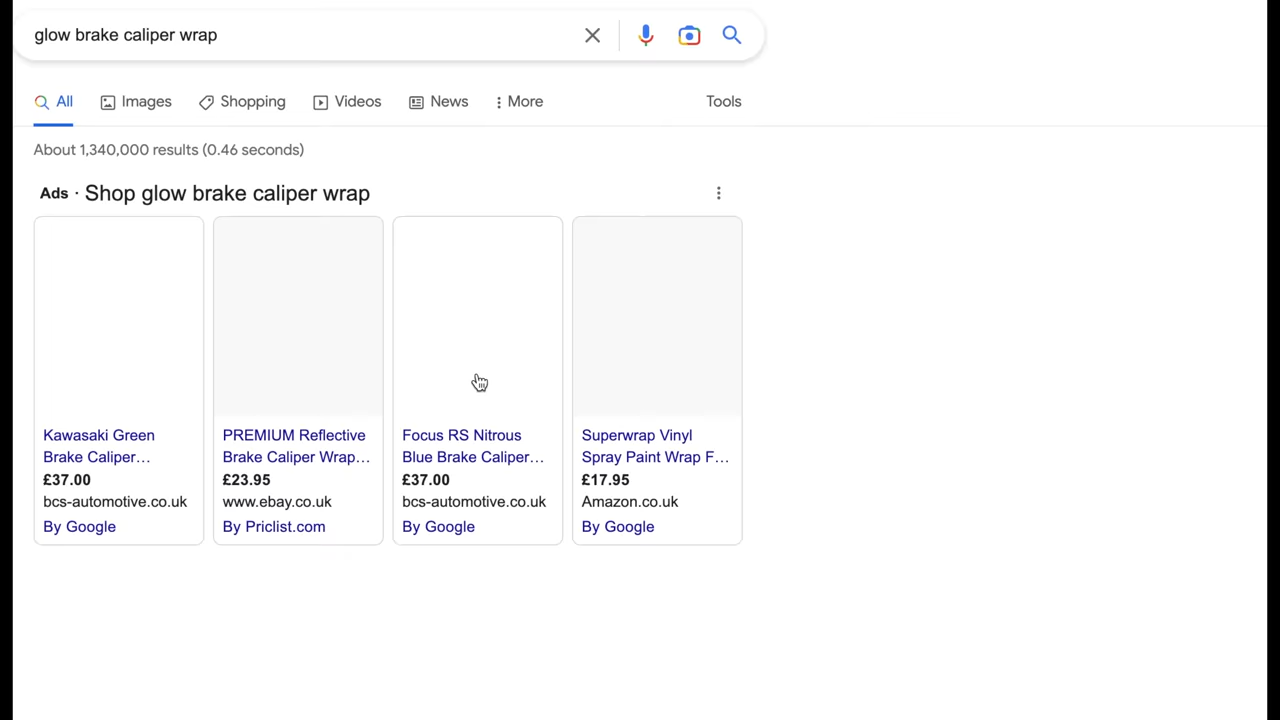 glow brake caliper wrap
All Images Shopping Videos News More Tools
About 1,340,000 results (0.46 seconds)
Ads · Shop glow brake caliper wrap
Kawasaki Green
Brake Caliper…
£37.00
bcs-automotive.co.uk
By Google
PREMIUM Reflective
Brake Caliper Wrap…
£23.95
www.ebay.co.uk
By Priclist.com
Focus RS Nitrous
Blue Brake Caliper…
£37.00
bcs-automotive.co.uk
By Google
Superwrap Vinyl
Spray Paint Wrap F…
£17.95
Amazon.co.uk
By Google